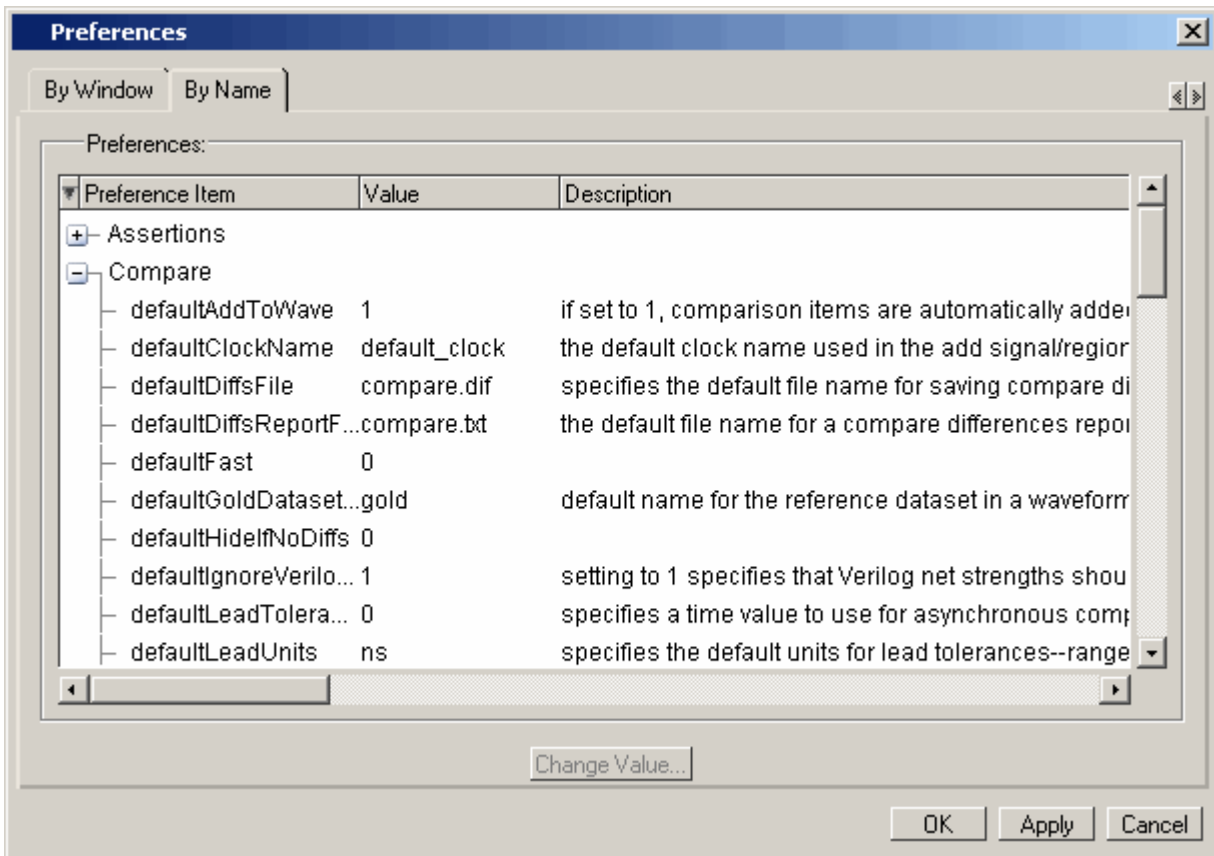 Preferences
By Window By Name
Preferences:
Preference Item Value Description
Assertions
Compare
defaultAddToWave 1 if set to 1, comparison items are automatically adde
defaultClockName default_clock the default clock name used in the add signal/region
defaultDiffsFile compare.dif specifies the default file name for saving compare di
defaultDiffsReportF...compare.txt the default file name for a compare differences repo
defaultFast 0
defaultGoldDataset...gold default name for the reference dataset in a waveform
defaultHideIfNoDiffs 0
defaultIgnoreVerilo... 1 setting to 1 specifies that Verilog net strengths shou
defaultLeadTolera... 0 specifies a time value to use for asynchronous comp
defaultLeadUnits ns specifies the default units for lead tolerances--range
Change Value...
OK Apply Cancel